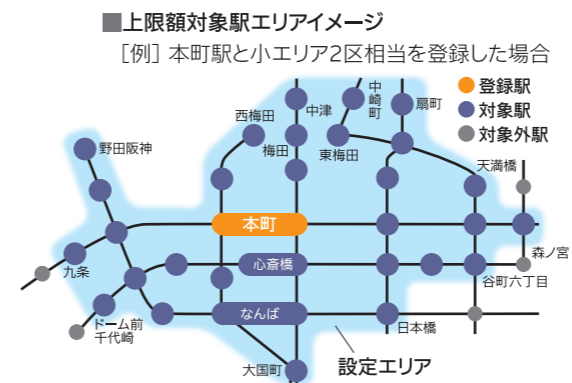 ■上限額対象駅エリアイメージ
［例］本町駅と小エリア2区相当を登録した場合
登録駅
対象駅
対象外駅
中崎町
扇町
中津
西梅田
梅田
東梅田
野田阪神
天満橋
本町
森ノ宮
心斎橋
九条
谷町六丁目
なんば
ドーム前
千代崎
日本橋
大国町
設定エリア